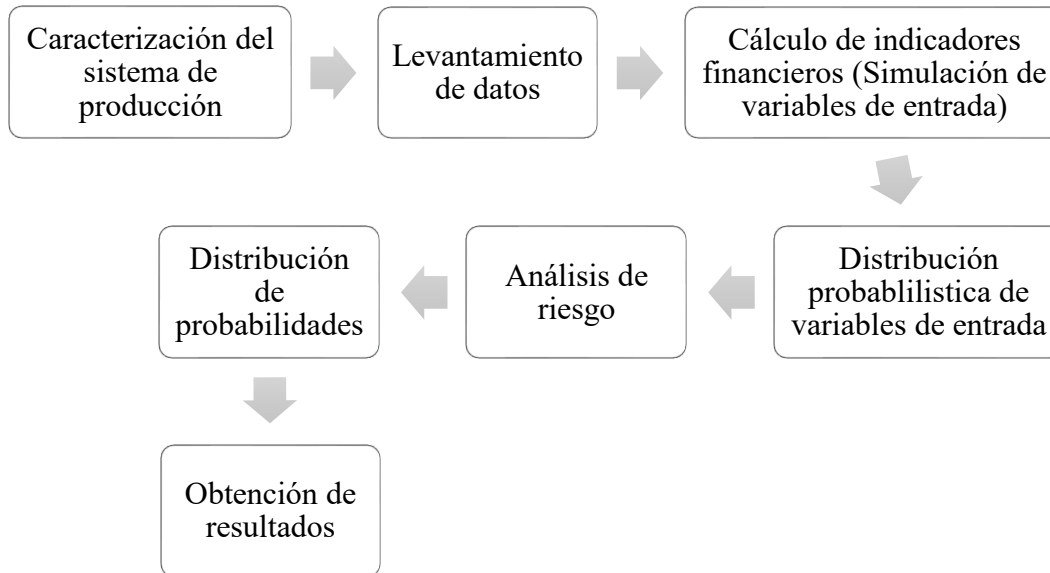 Caracterización del
sistema de
producción
Levantamiento
de datos
Cálculo de indicadores
financieros (Simulación de
variables de entrada)
Distribución
probablilistica de
variables de entrada
Análisis de
riesgo
Distribución
de
probabilidades
Obtención de
resultados